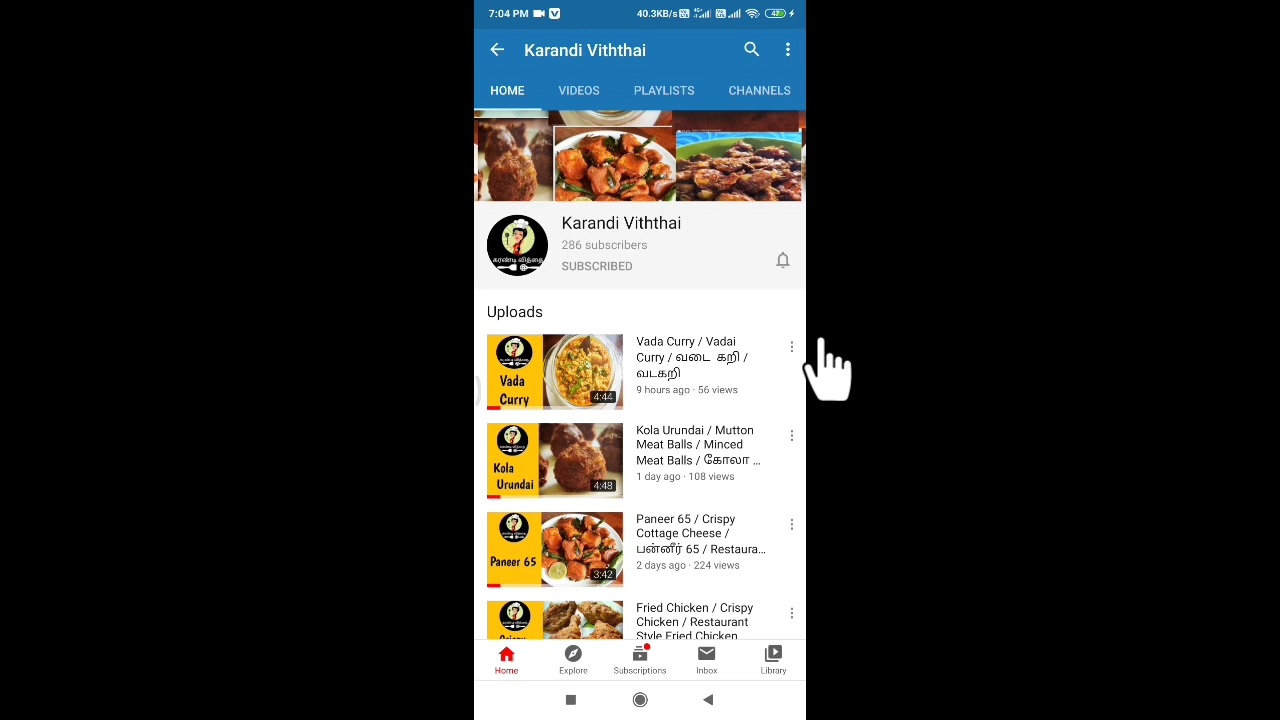 7:04 PM
40.3KB/s
47
Karandi Viththai
HOME VIDEOS PLAYLISTS CHANNELS
Karandi Viththai
286 subscribers
கரண்டி வித்தை
SUBSCRIBED
Uploads
Vada
Curry
4:44
Vada Curry / Vadai
Curry / வடை கறி /
வடகறி
9 hours ago · 56 views
Kola
Urundai
4:48
Kola Urundai / Mutton
Meat Balls / Minced
Meat Balls / கோலா ...
1 day ago · 108 views
Paneer 65
3:42
Paneer 65 / Crispy
Cottage Cheese /
பன்னீர் 65 / Restaura...
2 days ago · 224 views
Fried Chicken / Crispy
Chicken / Restaurant
Style Fried Chicken
Home Explore Subscriptions Inbox Library